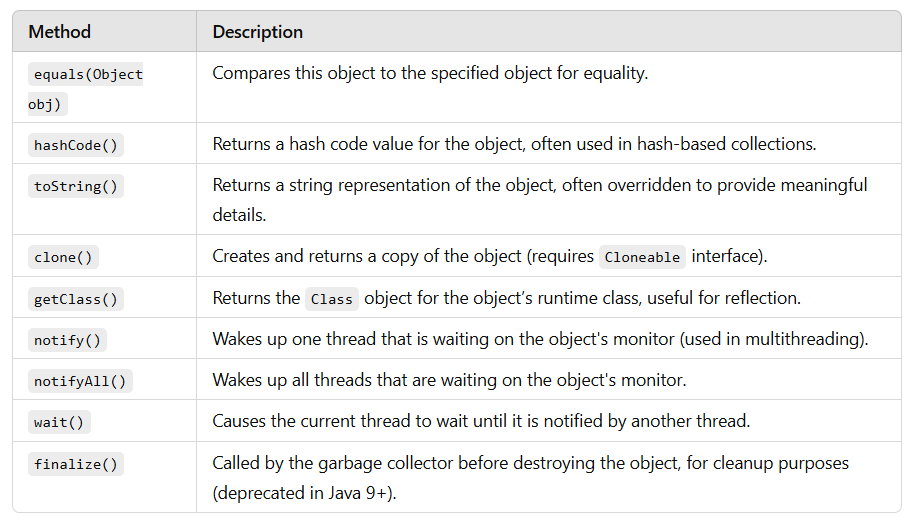 Method Description
equals(Object
obj) Compares this object to the specified object for equality.
hashCode() Returns a hash code value for the object, often used in hash-based collections.
toString() Returns a string representation of the object, often overridden to provide meaningful
details.
clone() Creates and returns a copy of the object (requires Cloneable interface).
getClass() Returns the Class object for the object’s runtime class, useful for reflection.
notify() Wakes up one thread that is waiting on the object's monitor (used in multithreading).
notifyAll() Wakes up all threads that are waiting on the object's monitor.
wait() Causes the current thread to wait until it is notified by another thread.
finalize() Called by the garbage collector before destroying the object, for cleanup purposes
(deprecated in Java 9+).